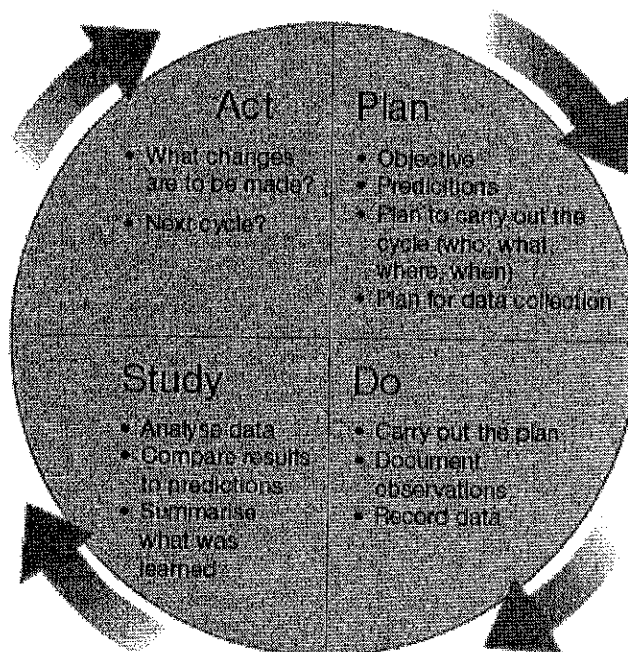 Act
• What changes
are to be made?
• Next cycle?
Plan
• Objective
• Predicitions
• Plan to carry out the
cycle (who, what,
where, when)
• Plan for data collection
Study
• Analyse data
• Compare results
to predictions
• Summarise
what was
learned
Do
• Carry out the plan
• Document
observations
• Record data